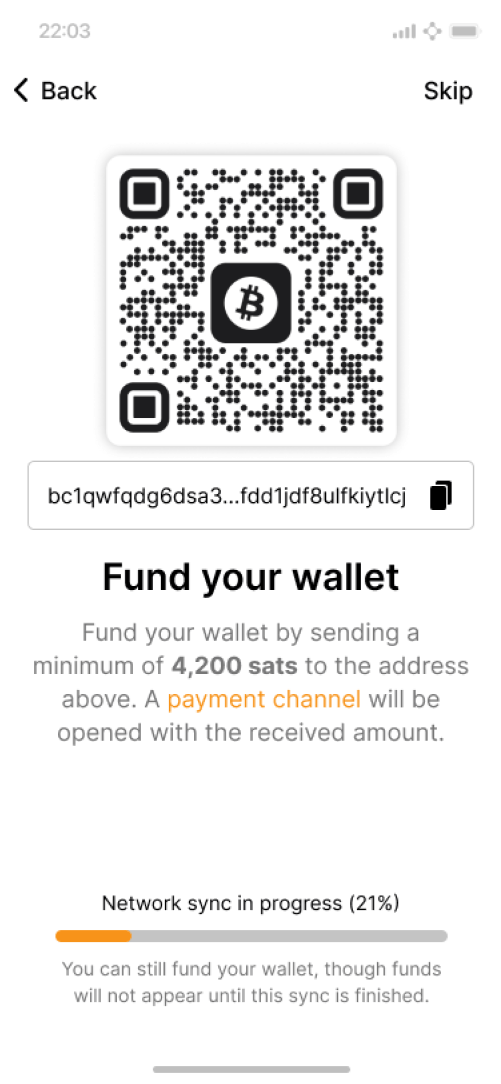 22:03
Back
Skip
bc1qwfqdg6dsa3...fdd1jdf8ulfkiytlcj
Fund your wallet
Fund your wallet by sending a
minimum of 4,200 sats to the address
above. A payment channel will be
opened with the received amount.
Network sync in progress (21%)
You can still fund your wallet, though funds
will not appear until this sync is finished.